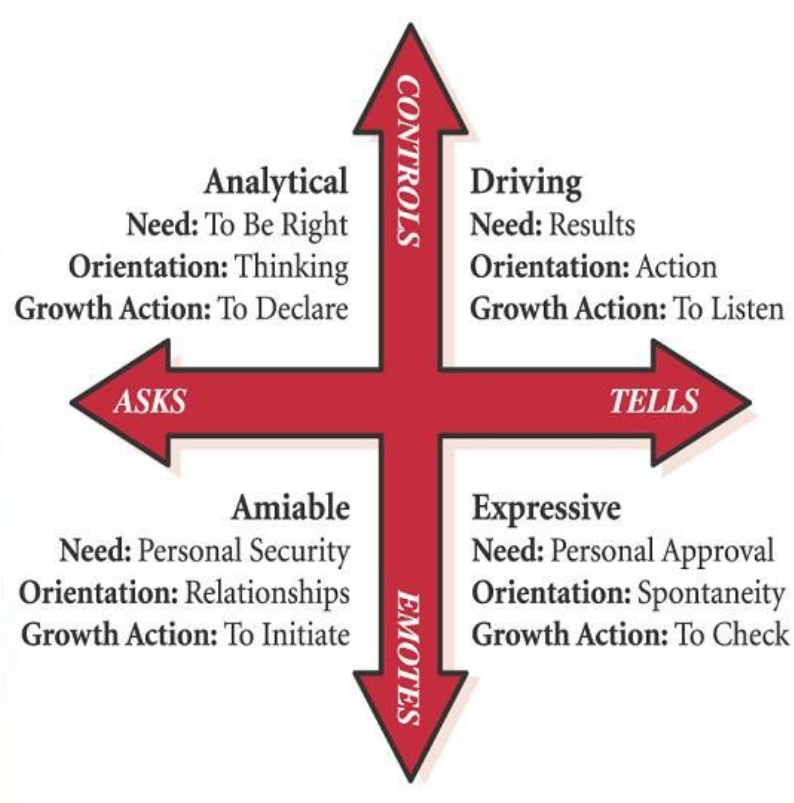 CONTROLS
Analytical
Need: To Be Right
Orientation: Thinking
Growth Action: To Declare
Driving
Need: Results
Orientation: Action
Growth Action: To Listen
ASKS
TELLS
Amiable
Need: Personal Security
Orientation: Relationships
Growth Action: To Initiate
Expressive
Need: Personal Approval
Orientation: Spontaneity
Growth Action: To Check
EMOTES